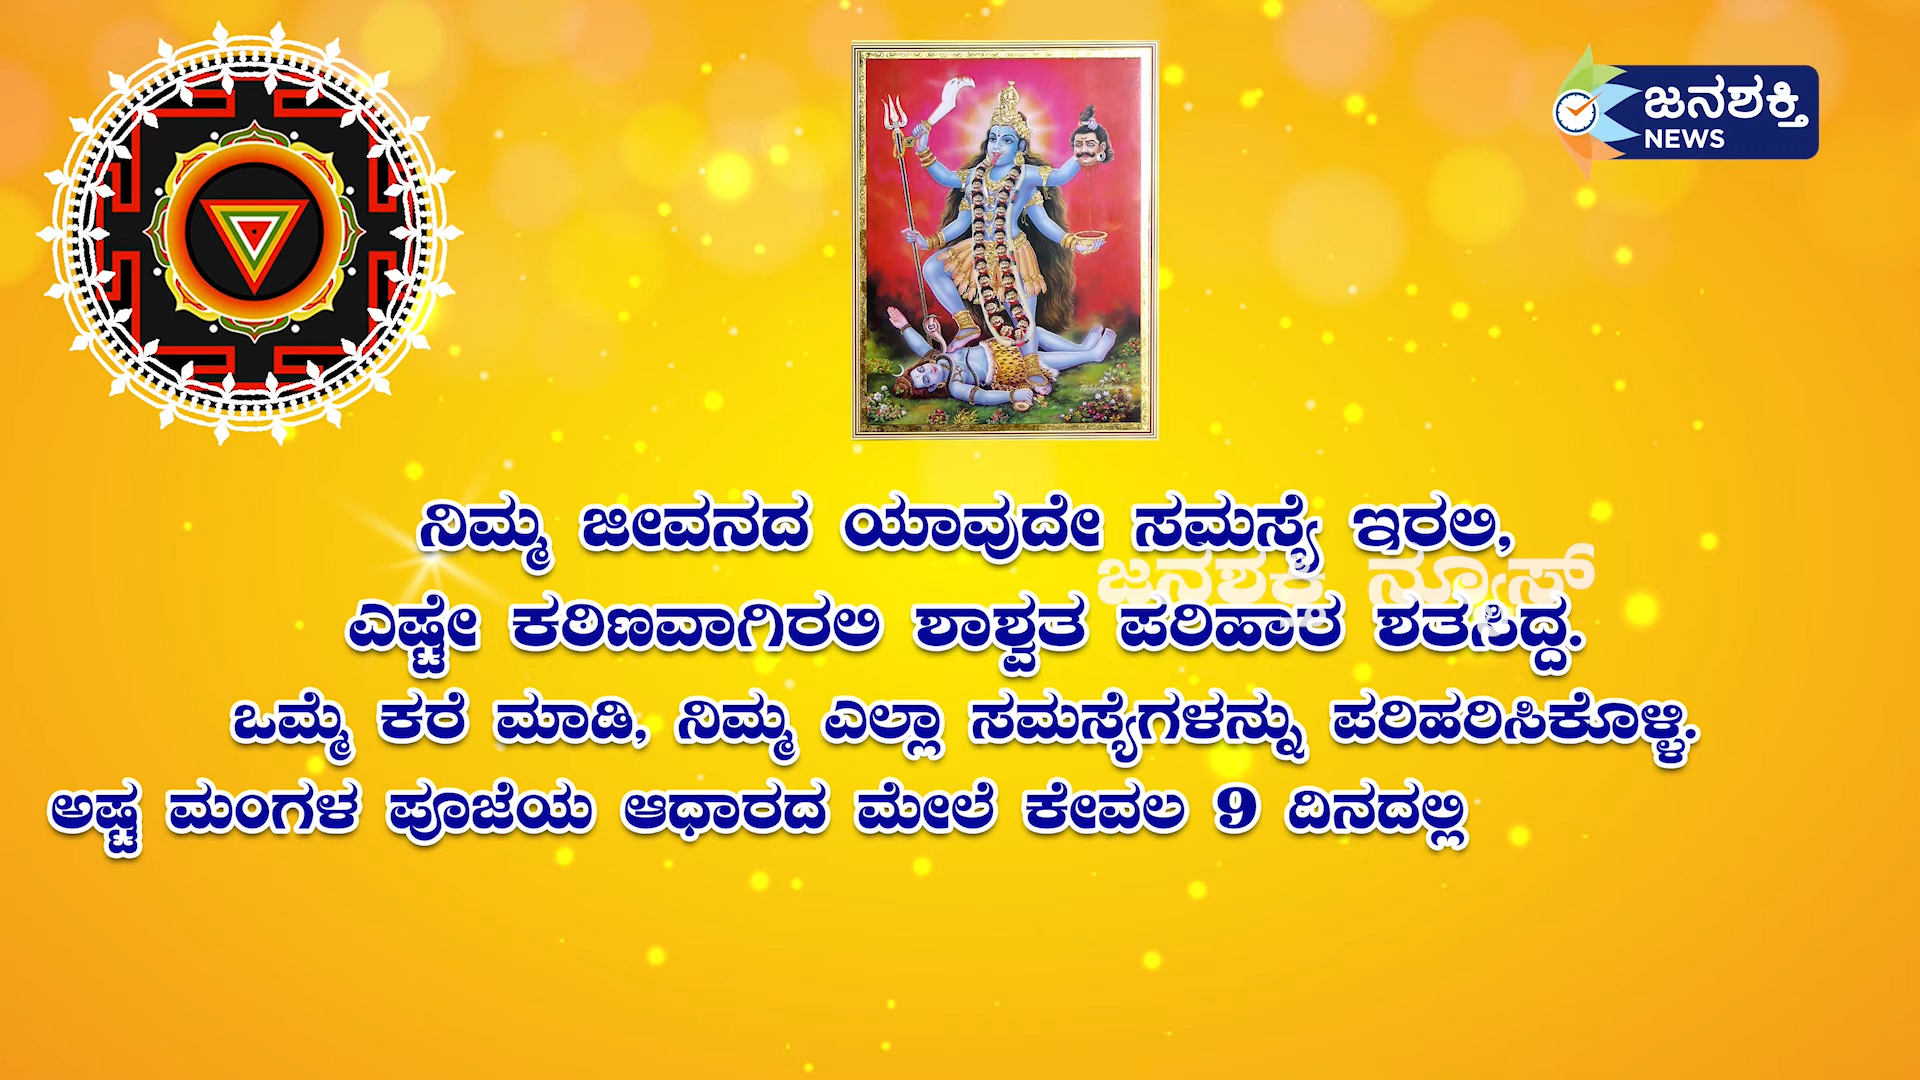 ಜನಶಕ್ತಿ
NEWS
ನಿಮ್ಮ ಜೀವನದ ಯಾವುದೇ ಸಮಸ್ಯೆ ಇರಲಿ,
ಜನಶಕ್ತಿ ನ್ಯೂಸ್
ಎಷ್ಟೇ ಕಠಿಣವಾಗಿರಲಿ ಶಾಶ್ವತ ಪರಿಹಾರ ಶತಸಿದ್ದ.
ಒಮ್ಮೆ ಕರೆ ಮಾಡಿ, ನಿಮ್ಮ ಎಲ್ಲಾ ಸಮಸ್ಯೆಗಳನ್ನು ಪರಿಹರಿಸಿಕೊಳ್ಳಿ.
ಅಷ್ಟ ಮಂಗಳ ಪೂಜೆಯ ಆಧಾರದ ಮೇಲೆ ಕೇವಲ 9 ದಿನದಲ್ಲಿ